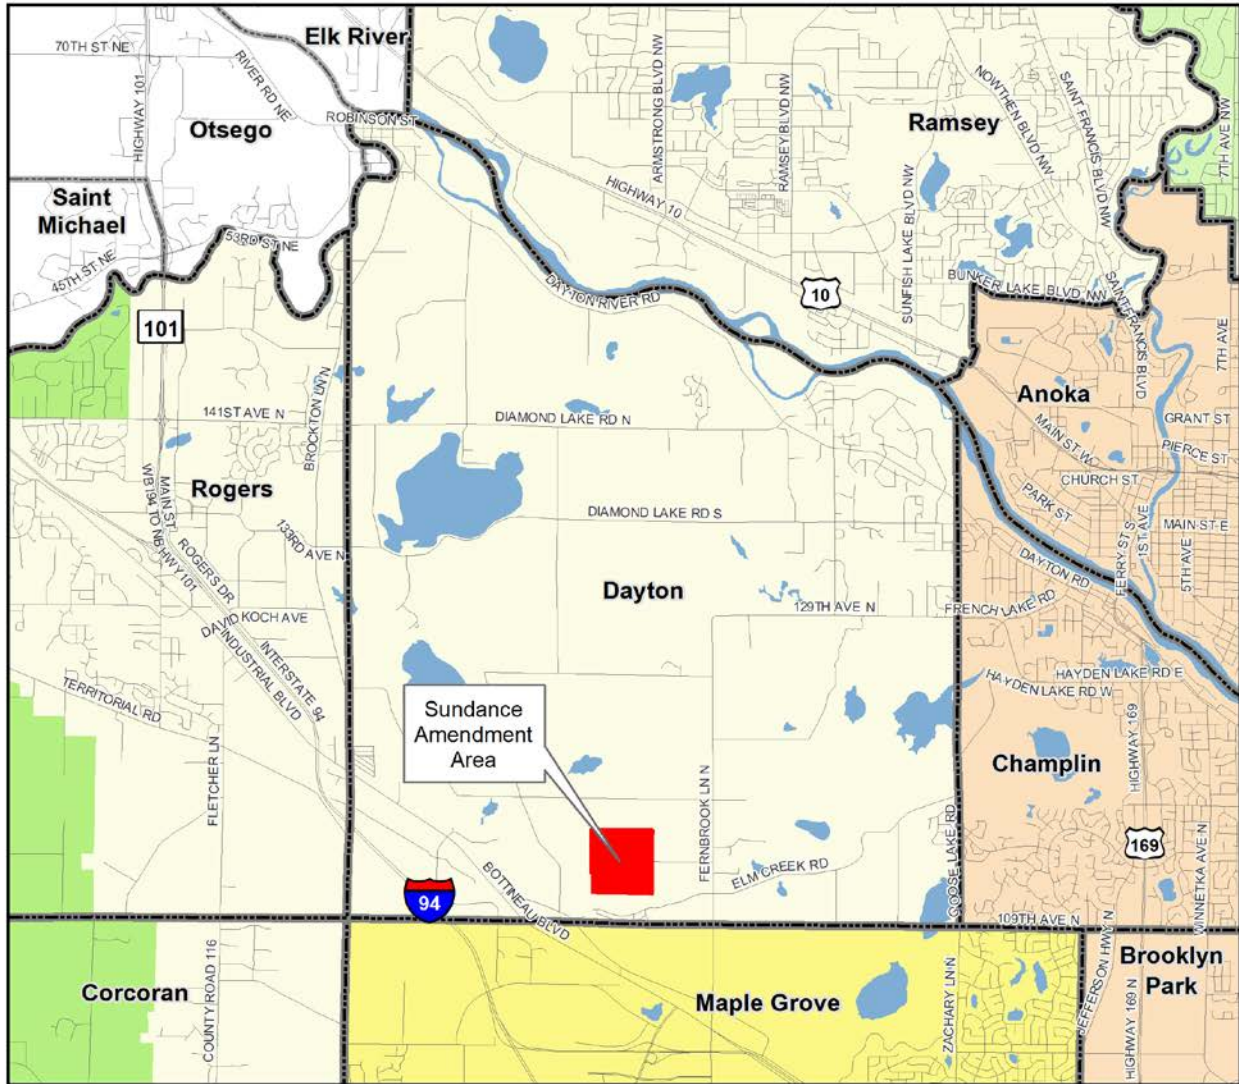 Elk River
70TH ST NE
RIVER RD NE
HIGHWAY 101
ROBINSON ST
Otsego
Saint
Michael
53RD ST NE
45TH ST NE
ARMSTRONG BLVD NW
RAMSEY BLVD NW
NOWTHEN BLVD NW
SAINT FRANCIS BLVD NW
7TH AVE NW
Ramsey
HIGHWAY 10
SUNFISH LAKE BLVD NW
BUNKER LAKE BLVD NW
SAINT FRANCIS BLVD
7TH AVE
10
DAYTON RIVER RD
101
BROCKTON LN N
141ST AVE N
DIAMOND LAKE RD N
Anoka
MAIN ST W
GRANT ST
PIERCE ST
CHURCH ST
PARK ST
MAIN ST E
FERRY ST S
1ST AVE
5TH AVE
DAYTON RD
Rogers
WB 194 TO NB HWY 101
MAIN ST
ROGERS DR
133RD AVE N
DIAMOND LAKE RD S
Dayton
129TH AVE N
FRENCH LAKE RD
DAVID KOCH AVE
INDUSTRIAL BLVD
INTERSTATE 94
TERRITORIAL RD
FLETCHER LN
HAYDEN LAKE RD E
HAYDEN LAKE RD W
Sundance
Amendment
Area
Champlin
HIGHWAY 169
169
WINNETKA AVE N
FERNBROOK LN N
ELM CREEK RD
GOOSE LAKE RD
94
BOTTINEAU BLVD
109TH AVE N
Corcoran
COUNTY ROAD 116
Maple Grove
ZACHARY LN N
JEFFERSON HWY N
HIGHWAY 169 N
Brooklyn
Park